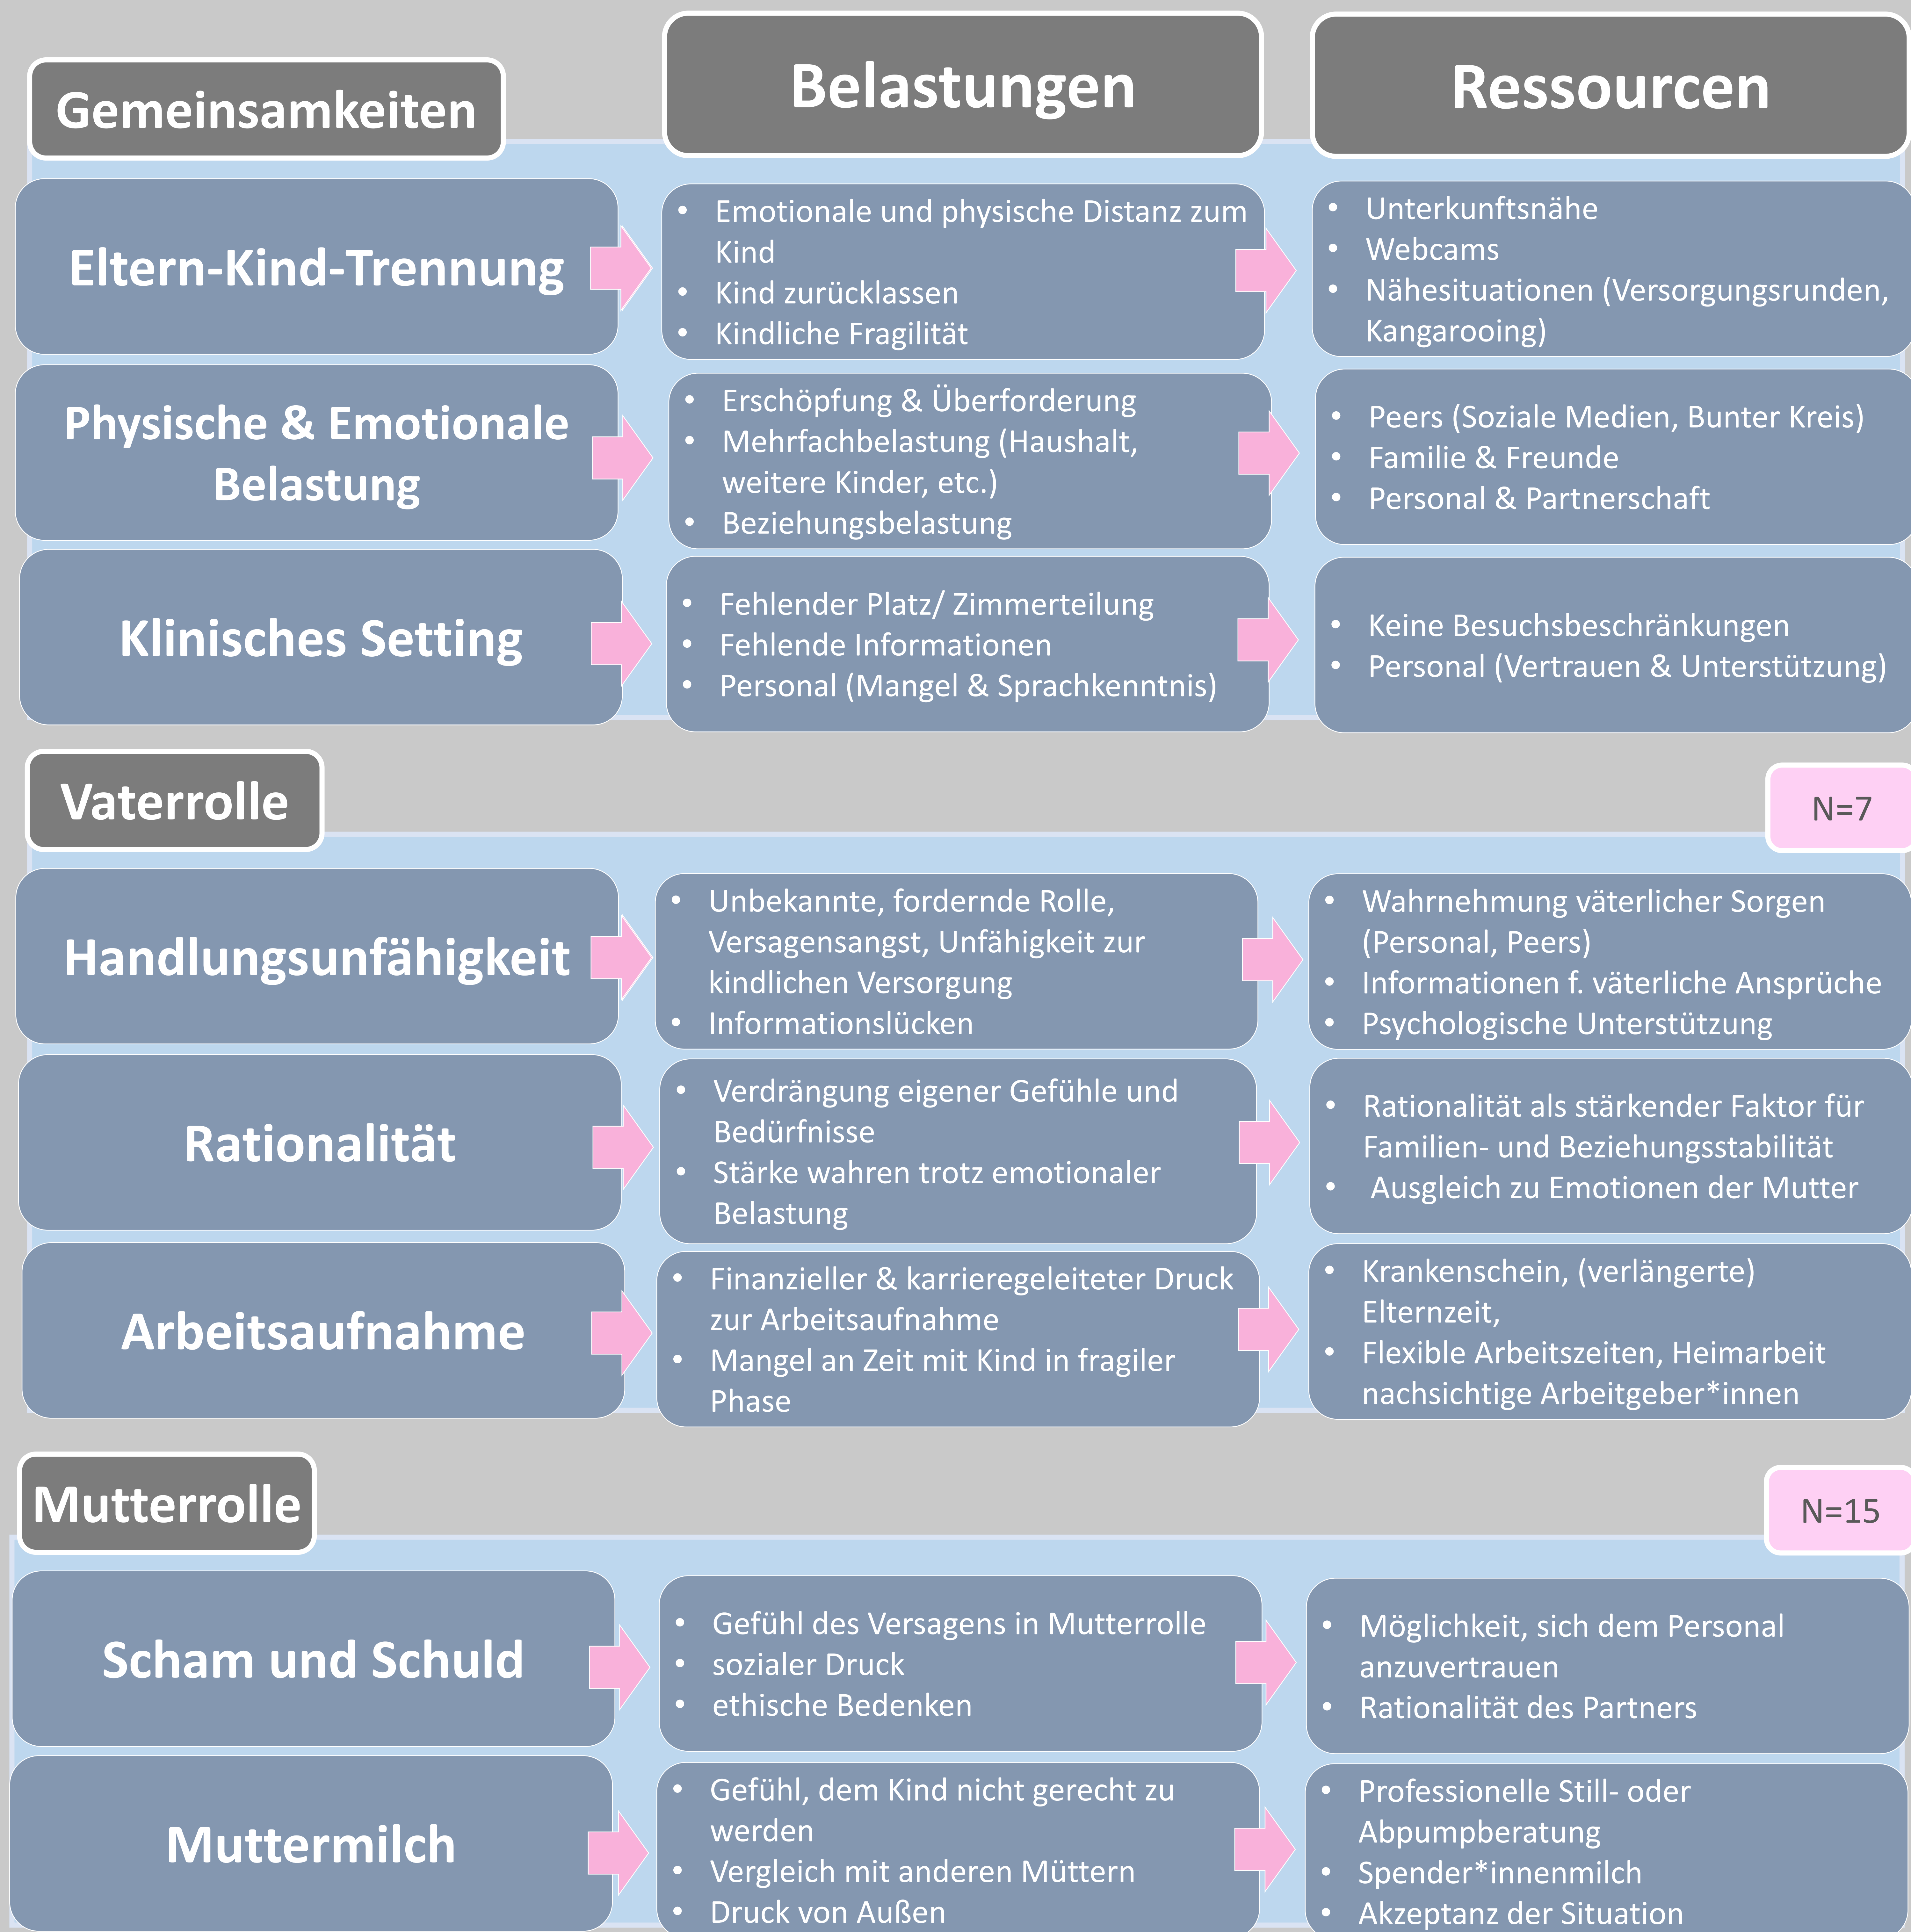 Gemeinsamkeiten
Belastungen
Ressourcen
Eltern-Kind-Trennung
• Emotionale und physische Distanz zum
Kind
• Kind zurücklassen
• Kindliche Fragilität
• Unterkunftsnähe
• Webcams
• Nähesituationen (Versorgungsrunden,
Kangarooing)
Physische & Emotionale
Belastung
• Erschöpfung & Überforderung
• Mehrfachbelastung (Haushalt,
weitere Kinder, etc.)
• Beziehungsbelastung
• Peers (Soziale Medien, Bunter Kreis)
• Familie & Freunde
• Personal & Partnerschaft
Klinisches Setting
• Fehlender Platz/ Zimmerteilung
• Fehlende Informationen
• Personal (Mangel & Sprachkenntnis)
• Keine Besuchsbeschränkungen
• Personal (Vertrauen & Unterstützung)
Vaterrolle
N=7
Handlungsunfähigkeit
• Unbekannte, fordernde Rolle,
Versagensangst, Unfähigkeit zur
kindlichen Versorgung
• Informationslücken
• Wahrnehmung väterlicher Sorgen
(Personal, Peers)
• Informationen f. väterliche Ansprüche
• Psychologische Unterstützung
Rationalität
• Verdrängung eigener Gefühle und
Bedürfnisse
• Stärke wahren trotz emotionaler
Belastung
• Rationalität als stärkender Faktor für
Familien- und Beziehungsstabilität
• Ausgleich zu Emotionen der Mutter
Arbeitsaufnahme
• Finanzieller & karrieregeleiteter Druck
zur Arbeitsaufnahme
• Mangel an Zeit mit Kind in fragiler
Phase
• Krankenschein, (verlängerte)
Elternzeit,
• Flexible Arbeitszeiten, Heimarbeit
nachsichtige Arbeitgeber*innen
Mutterrolle
N=15
Scham und Schuld
• Gefühl des Versagens in Mutterrolle
• sozialer Druck
• ethische Bedenken
• Möglichkeit, sich dem Personal
anzuvertrauen
• Rationalität des Partners
Muttermilch
• Gefühl, dem Kind nicht gerecht zu
werden
• Vergleich mit anderen Müttern
• Druck von Außen
• Professionelle Still- oder
Abpumpberatung
• Spender*innenmilch
• Akzeptanz der Situation